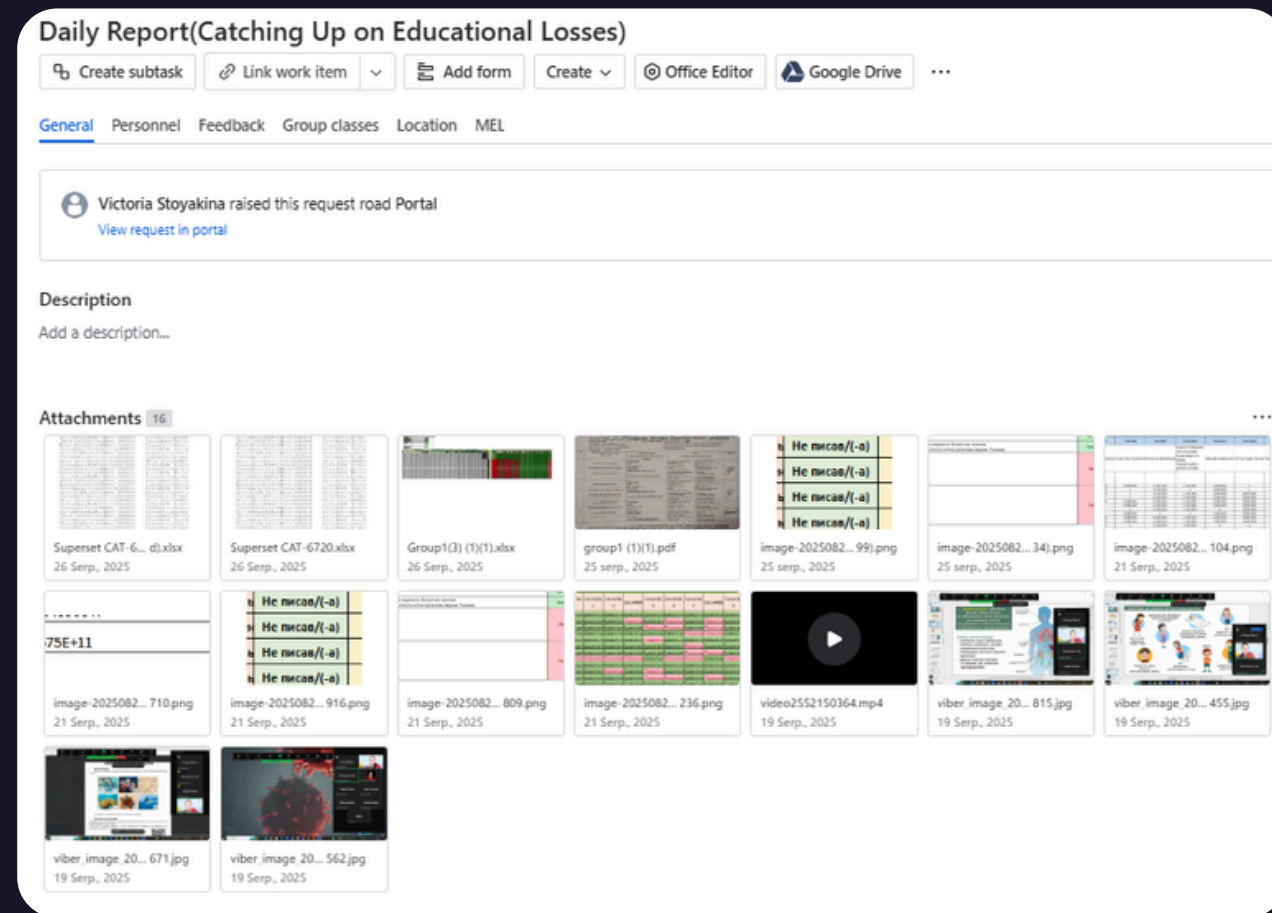 Daily Report(Catching Up on Educational Losses)
Create subtask Link work item Add form Create Office Editor Google Drive ...
General Personnel Feedback Group classes Location MEL
Victoria Stoyakina raised this request road Portal
View request in portal
Description
Add a description...
Attachments 16
Не писав/(-а)
Не писав/(-а)
Не писав/(-а)
Не писав/(-а)
Superset CAT-6... d).xlsx Superset CAT-6720.xlsx Group1(3) (1)(1).xlsx group1 (1)(1).pdf image-2025082... 99).png image-2025082... 34).png image-2025082... 104.png
26 Serp., 2025 26 Serp., 2025 26 Serp., 2025 25 serp., 2025 25 serp., 2025 25 serp., 2025 21 Serp., 2025
75E+11
Не писав/(-а)
Не писав/(-а)
Не писав/(-а)
Не писав/(-а)
image-2025082... 710.png image-2025082... 916.png image-2025082... 809.png image-2025082... 236.png video2552150364.mp4 viber_image_20... 815.jpg viber_image_20... 455.jpg
21 Serp., 2025 21 Serp., 2025 21 Serp., 2025 21 Serp., 2025 19 Serp., 2025 19 Serp., 2025 19 Serp., 2025
viber_image_20... 671.jpg viber_image_20... 562.jpg
19 Serp., 2025 19 Serp., 2025